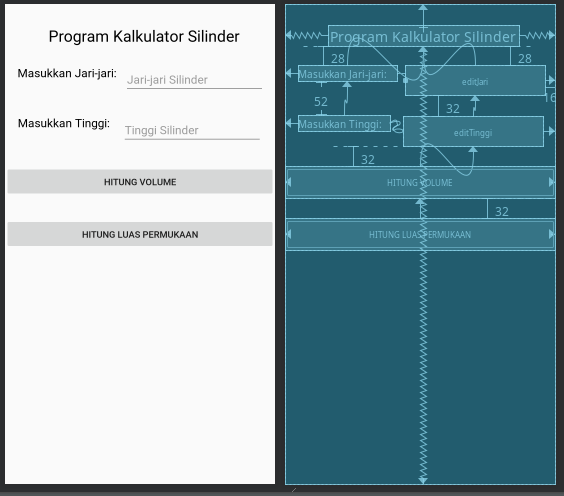 Program Kalkulator Silinder
Masukkan Jari-jari:
Jari-jari Silinder
Masukkan Tinggi:
Tinggi Silinder
HITUNG VOLUME
HITUNG LUAS PERMUKAAN
Program Kalkulator Silinder
28
28
Masukkan Jari-jari:
editJari
16
52
32
Masukkan Tinggi:
editTinggi
32
HITUNG VOLUME
32
HITUNG LUAS PERMUKAAN